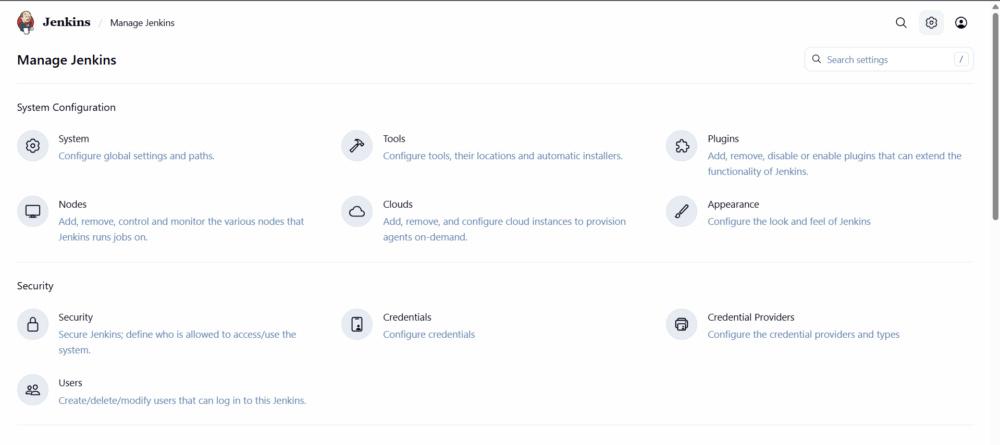 Jenkins / Manage Jenkins
Manage Jenkins
Search settings /
System Configuration
System
Configure global settings and paths.
Tools
Configure tools, their locations and automatic installers.
Plugins
Add, remove, disable or enable plugins that can extend the
functionality of Jenkins.
Nodes
Add, remove, control and monitor the various nodes that
Jenkins runs jobs on.
Clouds
Add, remove, and configure cloud instances to provision
agents on-demand.
Appearance
Configure the look and feel of Jenkins
Security
Security
Secure Jenkins; define who is allowed to access/use the
system.
Credentials
Configure credentials
Credential Providers
Configure the credential providers and types
Users
Create/delete/modify users that can log in to this Jenkins.